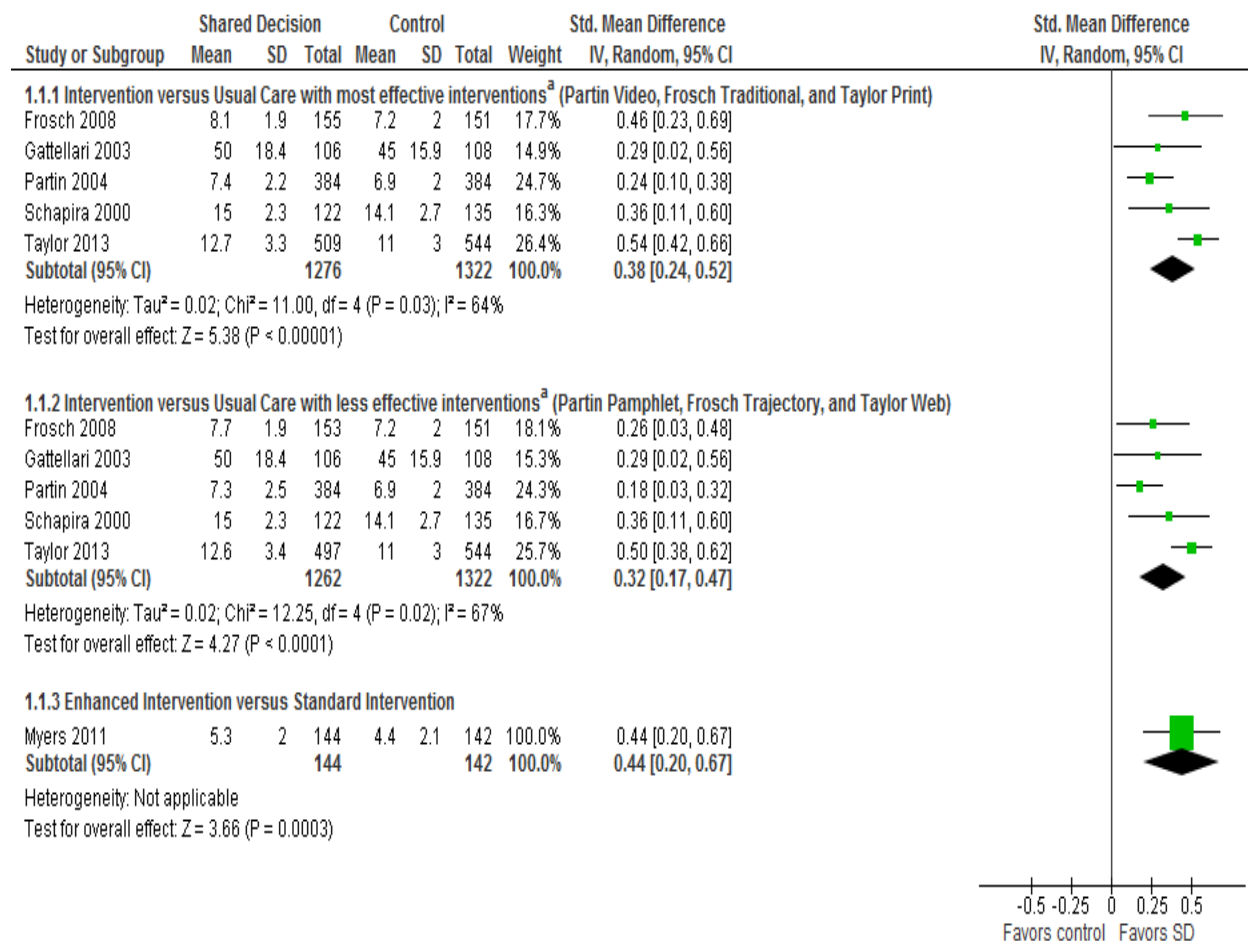 Shared Decision Control Std. Mean Difference Std. Mean Difference
Study or Subgroup Mean SD Total Mean SD Total Weight IV, Random, 95% CI IV, Random, 95% CI
1.1.1 Intervention versus Usual Care with most effective interventionsᵃ (Partin Video, Frosch Traditional, and Taylor Print)
Frosch 2008 8.1 1.9 155 7.2 2 151 17.7% 0.46 [0.23, 0.69]
Gattellari 2003 50 18.4 106 45 15.9 108 14.9% 0.29 [0.02, 0.56]
Partin 2004 7.4 2.2 384 6.9 2 384 24.7% 0.24 [0.10, 0.38]
Schapira 2000 15 2.3 122 14.1 2.7 135 16.3% 0.36 [0.11, 0.60]
Taylor 2013 12.7 3.3 509 11 3 544 26.4% 0.54 [0.42, 0.66]
Subtotal (95% CI) 1276 1322 100.0% 0.38 [0.24, 0.52]
Heterogeneity: Tau² = 0.02; Chi² = 11.00, df = 4 (P = 0.03); I² = 64%
Test for overall effect: Z = 5.38 (P < 0.00001)
1.1.2 Intervention versus Usual Care with less effective interventionsᵃ (Partin Pamphlet, Frosch Trajectory, and Taylor Web)
Frosch 2008 7.7 1.9 153 7.2 2 151 18.1% 0.26 [0.03, 0.48]
Gattellari 2003 50 18.4 106 45 15.9 108 15.3% 0.29 [0.02, 0.56]
Partin 2004 7.3 2.5 384 6.9 2 384 24.3% 0.18 [0.03, 0.32]
Schapira 2000 15 2.3 122 14.1 2.7 135 16.7% 0.36 [0.11, 0.60]
Taylor 2013 12.6 3.4 497 11 3 544 25.7% 0.50 [0.38, 0.62]
Subtotal (95% CI) 1262 1322 100.0% 0.32 [0.17, 0.47]
Heterogeneity: Tau² = 0.02; Chi² = 12.25, df = 4 (P = 0.02); I² = 67%
Test for overall effect: Z = 4.27 (P < 0.0001)
1.1.3 Enhanced Intervention versus Standard Intervention
Myers 2011 5.3 2 144 4.4 2.1 142 100.0% 0.44 [0.20, 0.67]
Subtotal (95% CI) 144 142 100.0% 0.44 [0.20, 0.67]
Heterogeneity: Not applicable
Test for overall effect: Z = 3.66 (P = 0.0003)
-0.5 -0.25 0 0.25 0.5
Favors control Favors SD